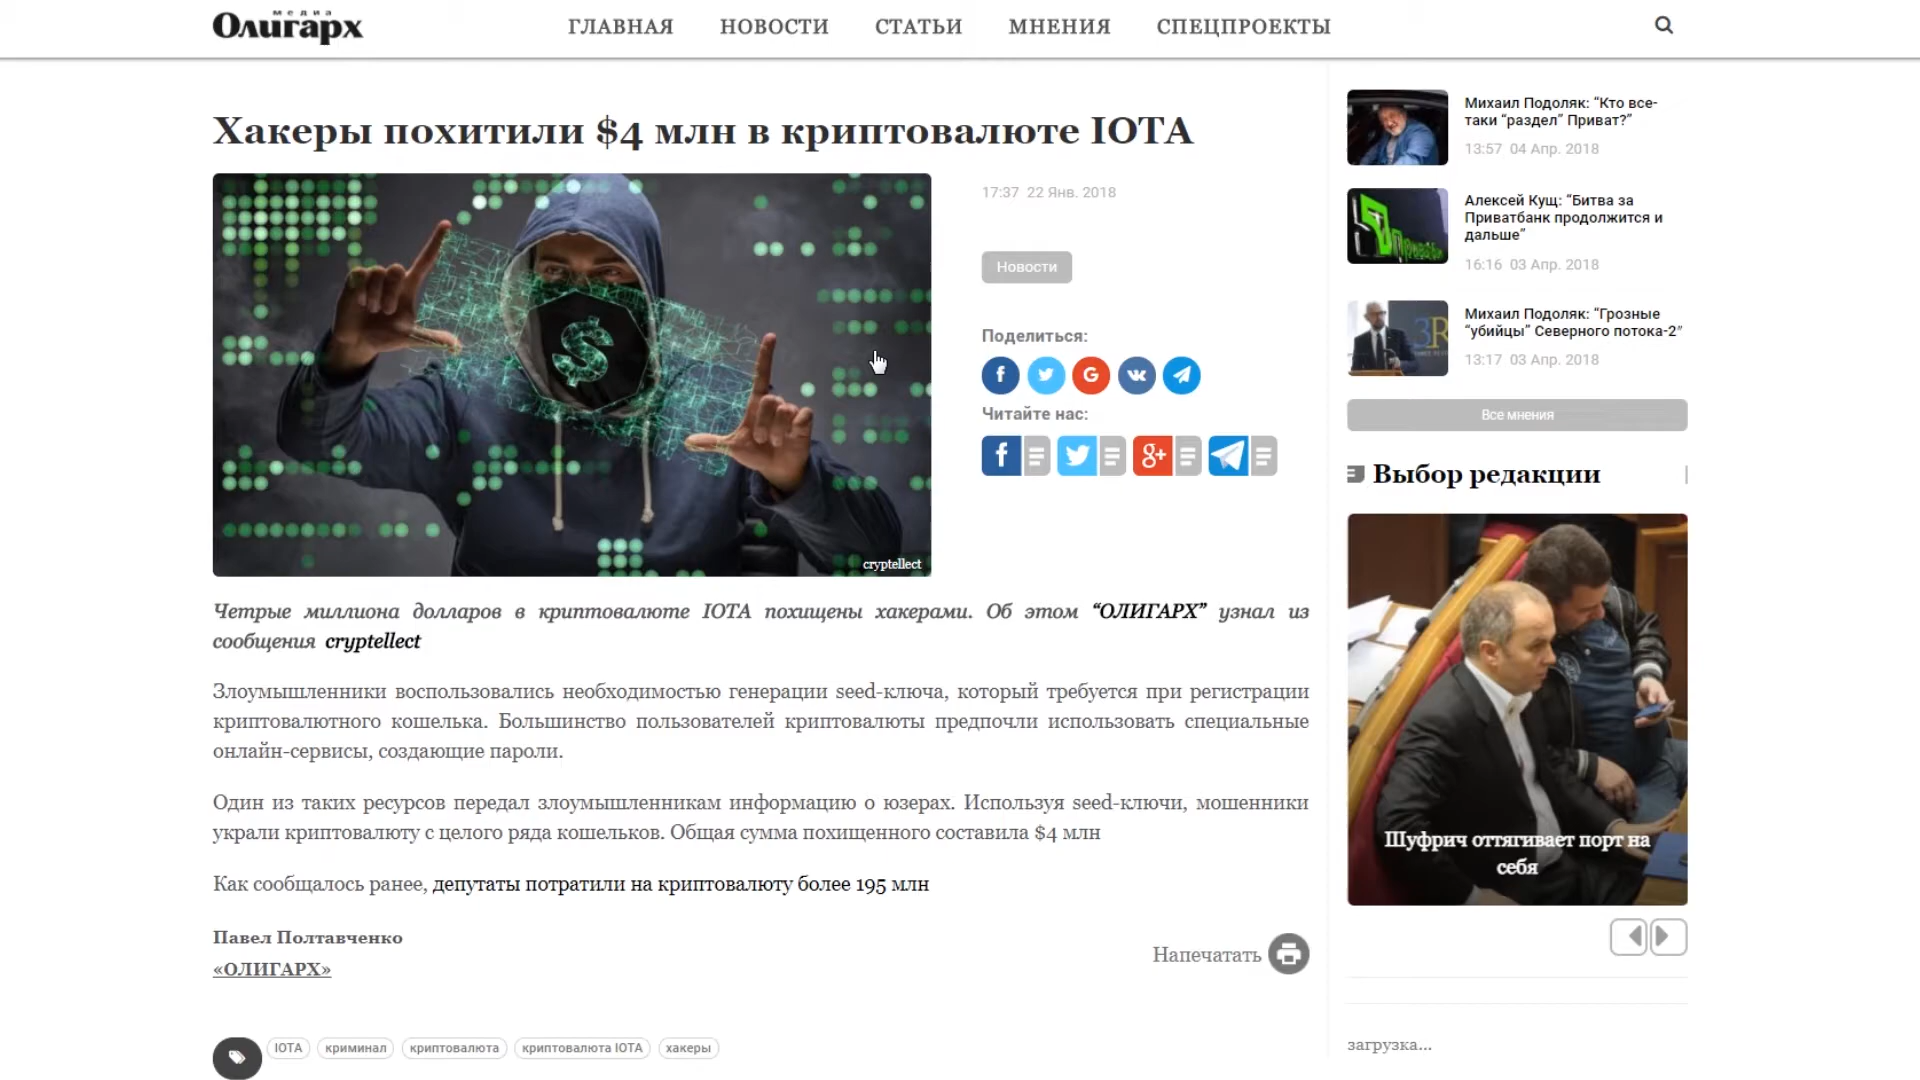 медиа
Олигарх
ГЛАВНАЯ
НОВОСТИ
СТАТЬИ
МНЕНИЯ
СПЕЦПРОЕКТЫ
Хакеры похитили $4 млн в криптовалюте IOTA
cryptellect
17:37 22 Янв. 2018
Новости
Поделиться:
Читайте нас:
Четрые миллиона долларов в криптовалюте IOTA похищены хакерами. Об этом “ОЛИГАРХ” узнал из
сообщения cryptellect
Злоумышленники воспользовались необходимостью генерации seed-ключа, который требуется при регистрации
криптовалютного кошелька. Большинство пользователей криптовалюты предпочли использовать специальные
онлайн-сервисы, создающие пароли.
Один из таких ресурсов передал злоумышленникам информацию о юзерах. Используя seed-ключи, мошенники
украли криптовалюту с целого ряда кошельков. Общая сумма похищенного составила $4 млн
Как сообщалось ранее, депутаты потратили на криптовалюту более 195 млн
Павел Полтавченко
«ОЛИГАРХ»
Напечатать
IOTA
криминал
криптовалюта
криптовалюта IOTA
хакеры
Михаил Подоляк: “Кто все-
таки “раздел” Приват?”
13:57 04 Апр. 2018
Алексей Кущ: “Битва за
Приватбанк продолжится и
дальше”
16:16 03 Апр. 2018
Михаил Подоляк: “Грозные
“убийцы” Северного потока-2”
13:17 03 Апр. 2018
Все мнения
Выбор редакции
Шуфрич оттягивает порт на
себя
загрузка...